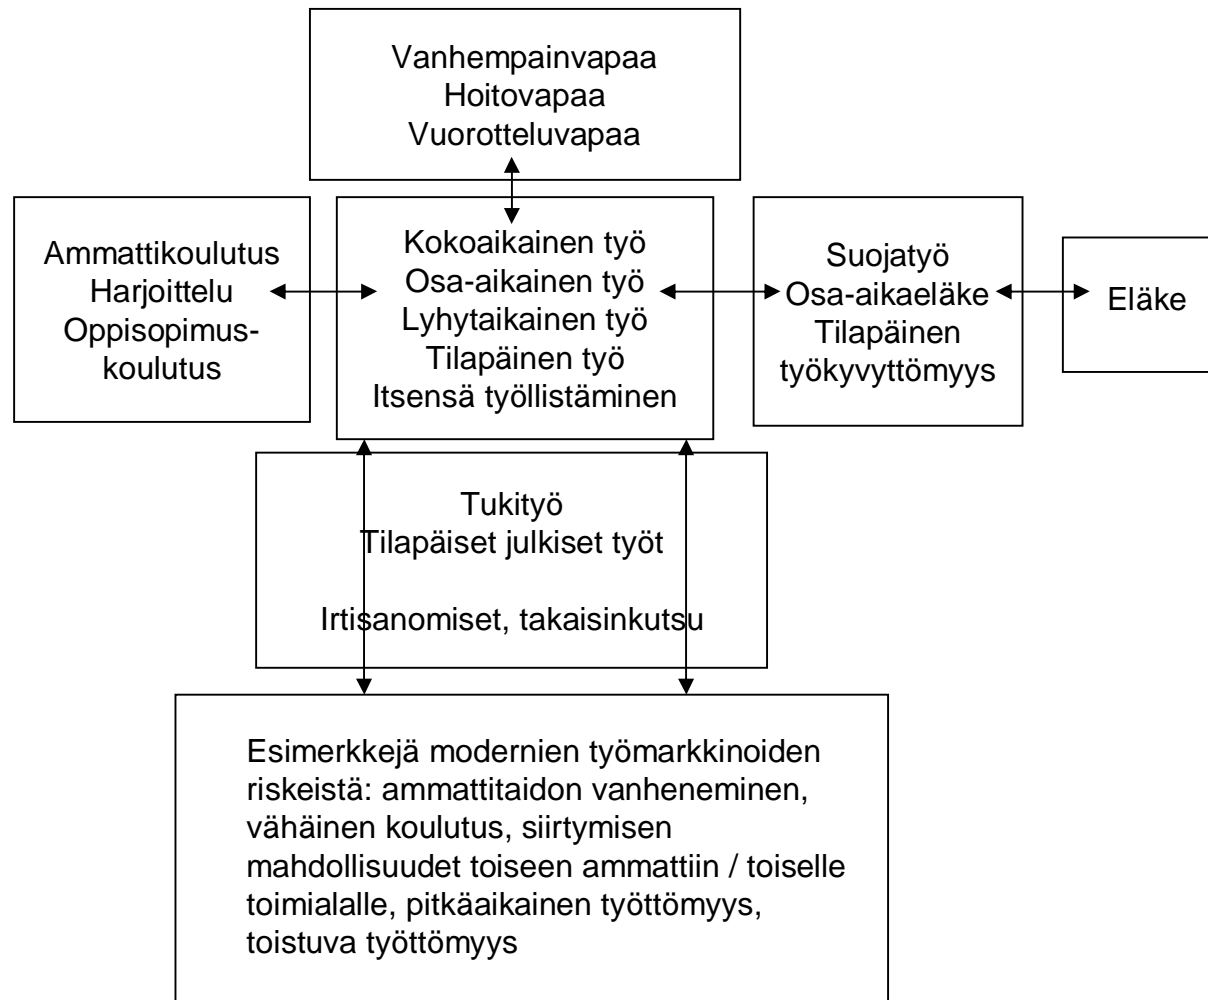 Vanhempainvapaa
Hoitovapaa
Vuorotteluvapaa
Ammattikoulutus
Harjoittelu
Oppisopimus-
koulutus
Kokoaikainen työ
Osa-aikainen työ
Lyhytaikainen työ
Tilapäinen työ
Itsensä työllistäminen
Suojatyö
Osa-aikaeläke
Tilapäinen
työkyvyttömyys
Eläke
Tukityö
Tilapäiset julkiset työt
Irtisanomiset, takaisinkutsu
Esimerkkejä modernien työmarkkinoiden
riskeistä: ammattitaidon vanheneminen,
vähäinen koulutus, siirtymisen
mahdollisuudet toiseen ammattiin / toiselle
toimialalle, pitkäaikainen työttömyys,
toistuva työttömyys